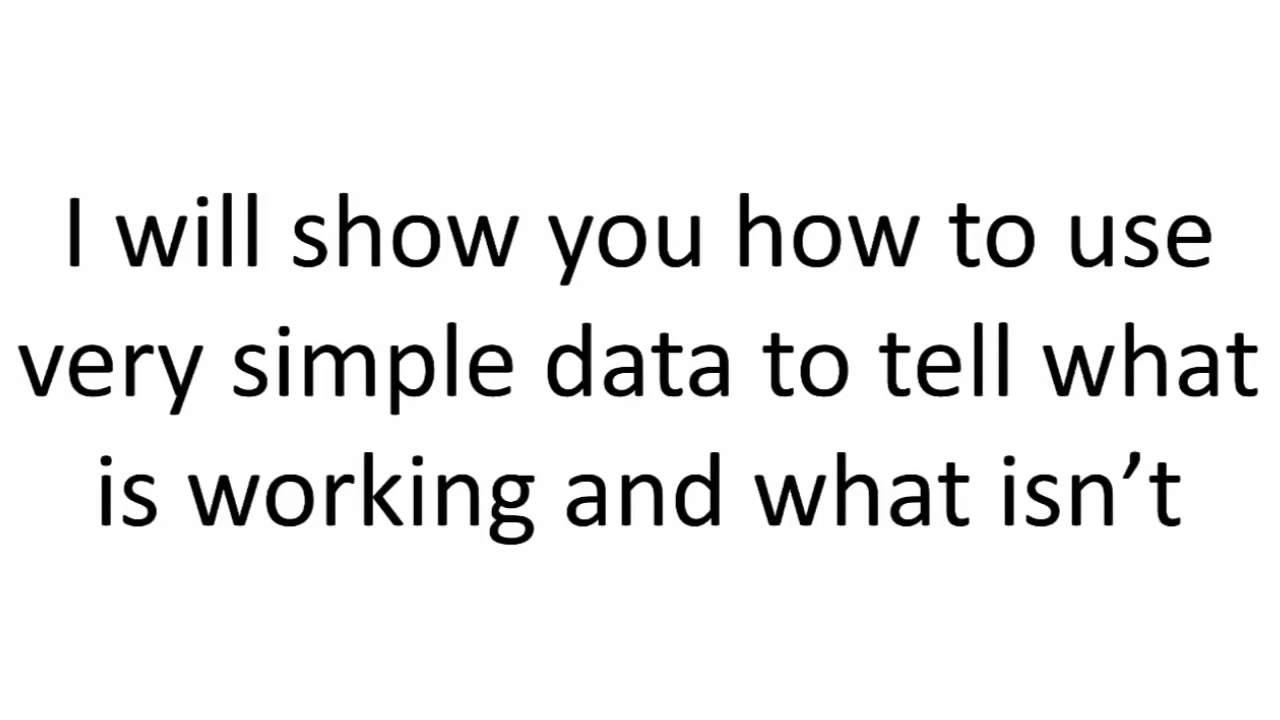 I will show you how to use
very simple data to tell what
is working and what isn’t